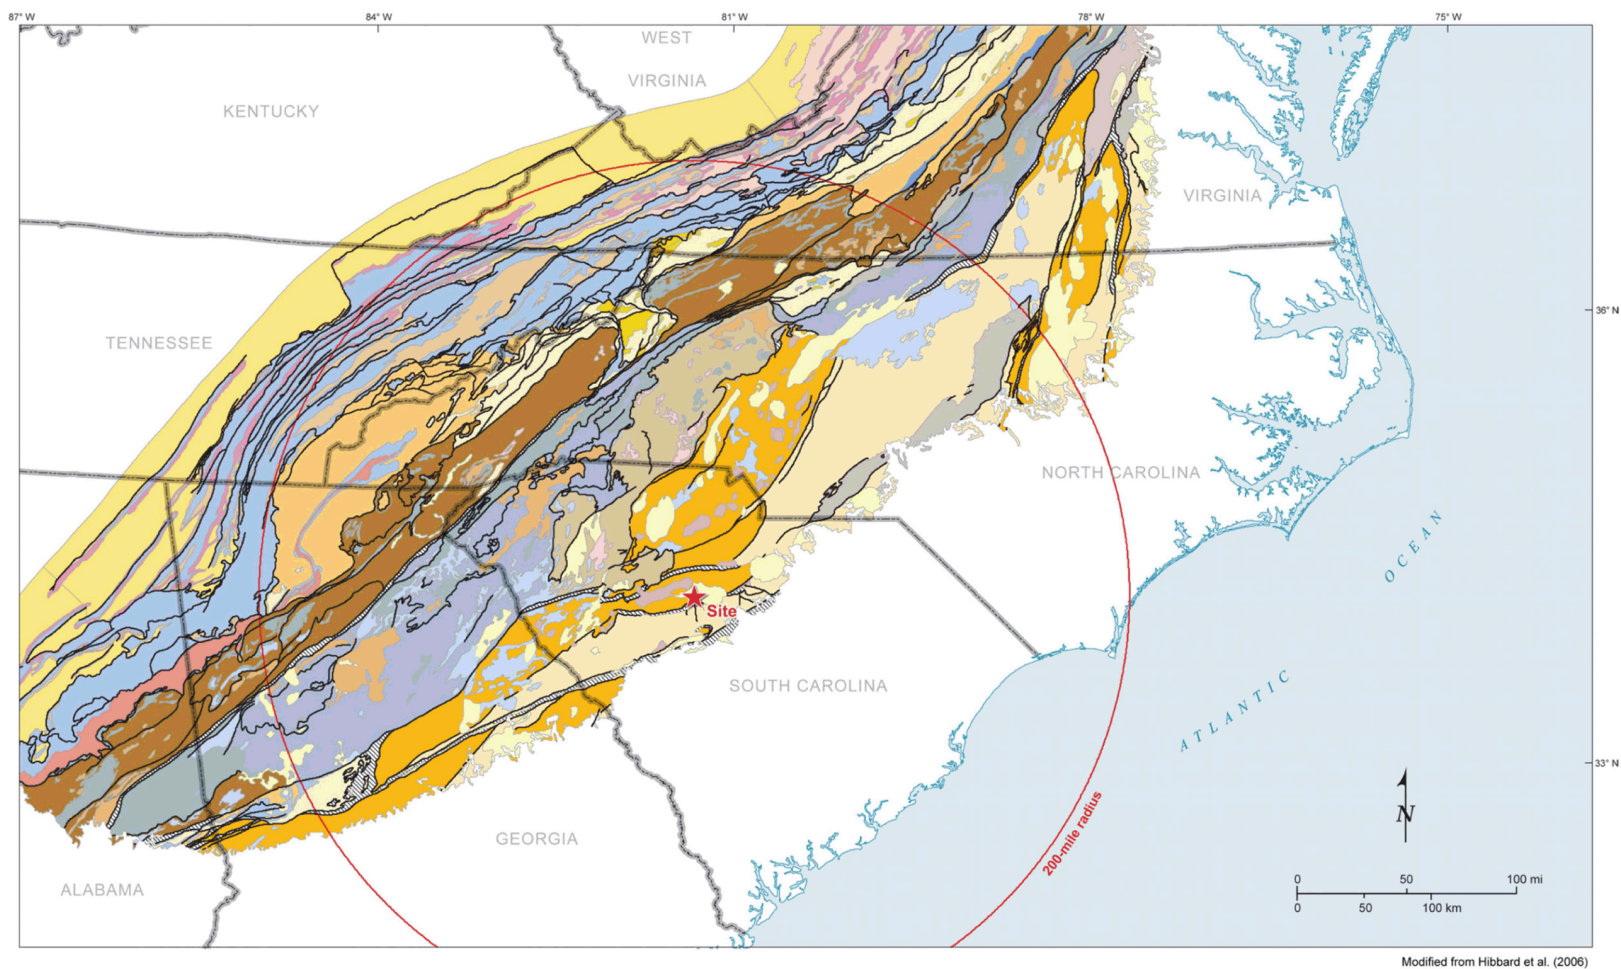 87° W
84° W
81° W
78° W
75° W
WEST
VIRGINIA
KENTUCKY
VIRGINIA
36° N
TENNESSEE
NORTH CAROLINA
OCEAN
Site
SOUTH CAROLINA
ATLANTIC
33° N
N
200-mile radius
GEORGIA
0 50 100 mi
0 50 100 km
ALABAMA
Modified from Hibbard et al. (2006)